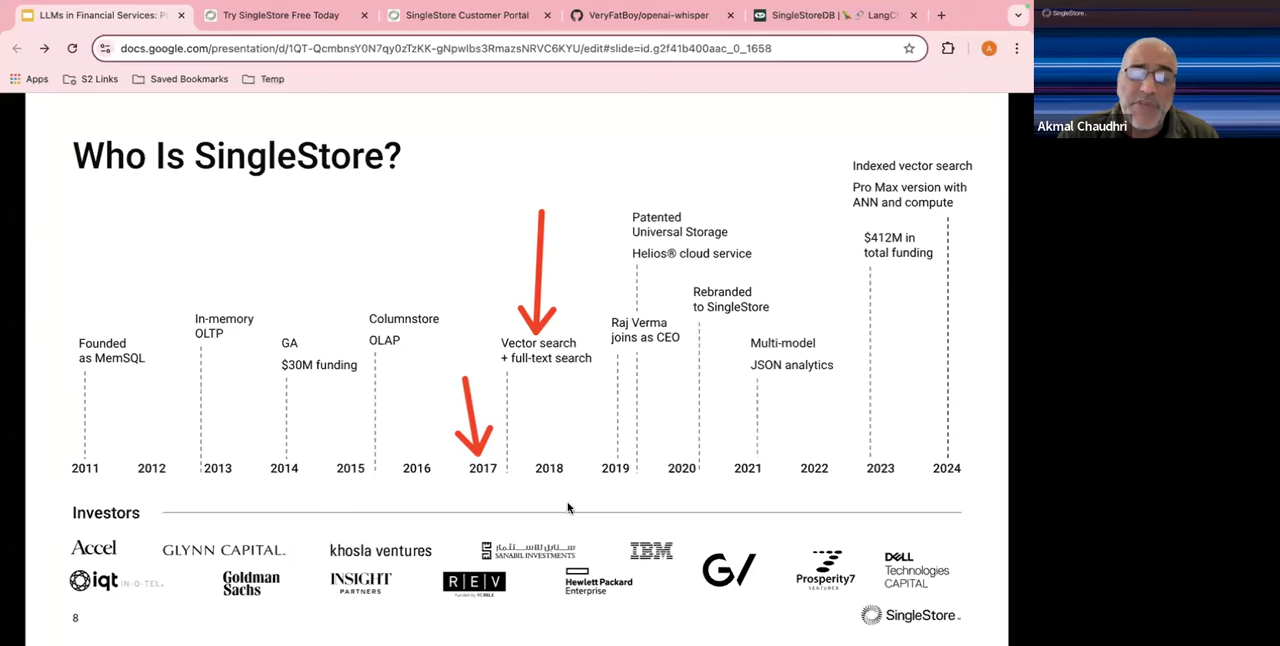 LLMs in Financial Services: P
Try SingleStore Free Today
SingleStore Customer Portal
VeryFatBoy/openai-whisper
SingleStoreDB | LangC
docs.google.com/presentation/d/1QT-QcmbnsY0N7qy0zTzKK-gNpwlbs3RmazsNRVC6KYU/edit#slide=id.g2f41b400aac_0_1658
A
Apps
S2 Links
Saved Bookmarks
Temp
SingleStore
Akmal Chaudhri
Who Is SingleStore?
Founded
as MemSQL
In-memory
OLTP
GA
$30M funding
Columnstore
OLAP
Vector search
+ full-text search
Raj Verma
joins as CEO
Patented
Universal Storage
Helios® cloud service
Rebranded
to SingleStore
Multi-model
JSON analytics
$412M in
total funding
Indexed vector search
Pro Max version with
ANN and compute
2011 2012 2013 2014 2015 2016 2017 2018 2019 2020 2021 2022 2023 2024
Investors
Accel
GLYNN CAPITAL
khosla ventures
سنابل للاستثمار
SANABIL INVESTMENTS
IBM
iqt IN-Q-TEL
Goldman
Sachs
INSIGHT
PARTNERS
REV
Hewlett Packard
Enterprise
GV
Prosperity7
VENTURES
DELL
Technologies
CAPITAL
8
SingleStore